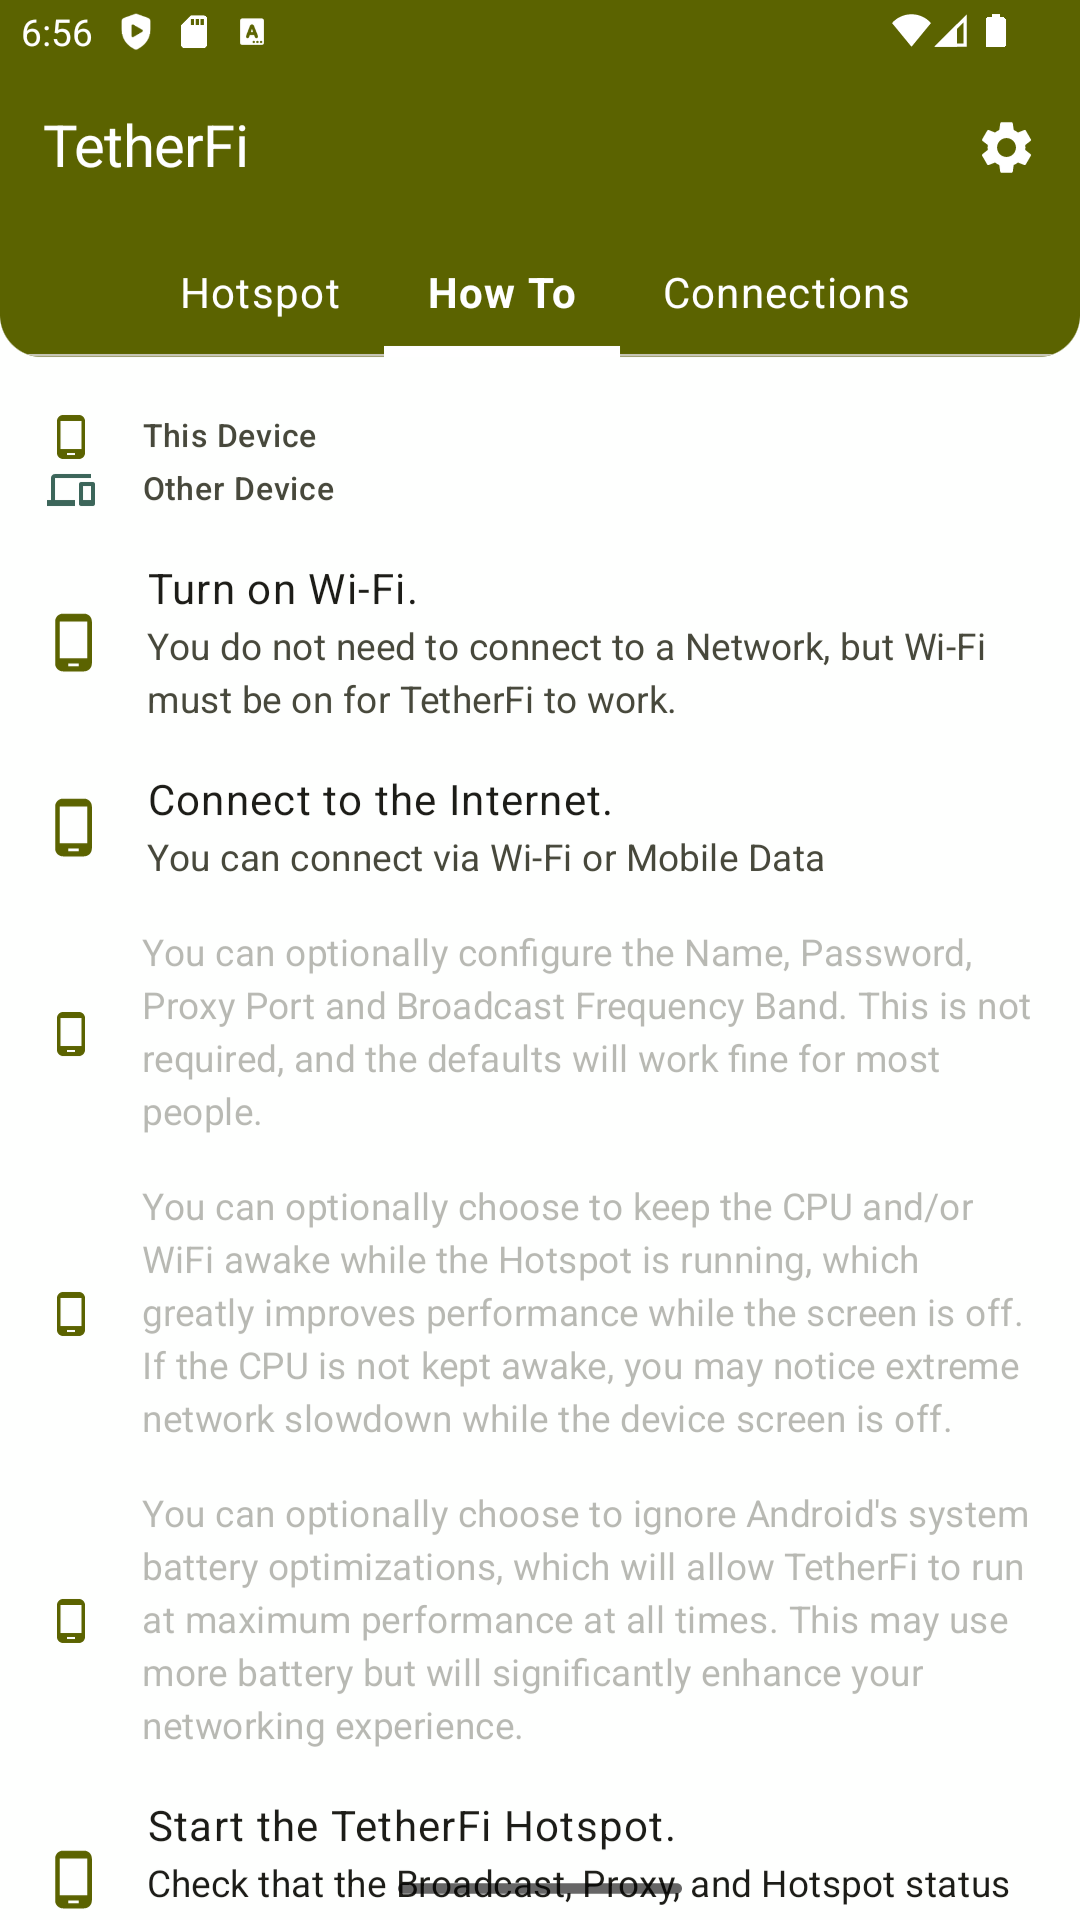 6:56
TetherFi
Hotspot How To Connections
This Device
Other Device
Turn on Wi-Fi.
You do not need to connect to a Network, but Wi-Fi
must be on for TetherFi to work.
Connect to the Internet.
You can connect via Wi-Fi or Mobile Data
You can optionally configure the Name, Password,
Proxy Port and Broadcast Frequency Band. This is not
required, and the defaults will work fine for most
people.
You can optionally choose to keep the CPU and/or
WiFi awake while the Hotspot is running, which
greatly improves performance while the screen is off.
If the CPU is not kept awake, you may notice extreme
network slowdown while the device screen is off.
You can optionally choose to ignore Android's system
battery optimizations, which will allow TetherFi to run
at maximum performance at all times. This may use
more battery but will significantly enhance your
networking experience.
Start the TetherFi Hotspot.
Check that the Broadcast, Proxy, and Hotspot status